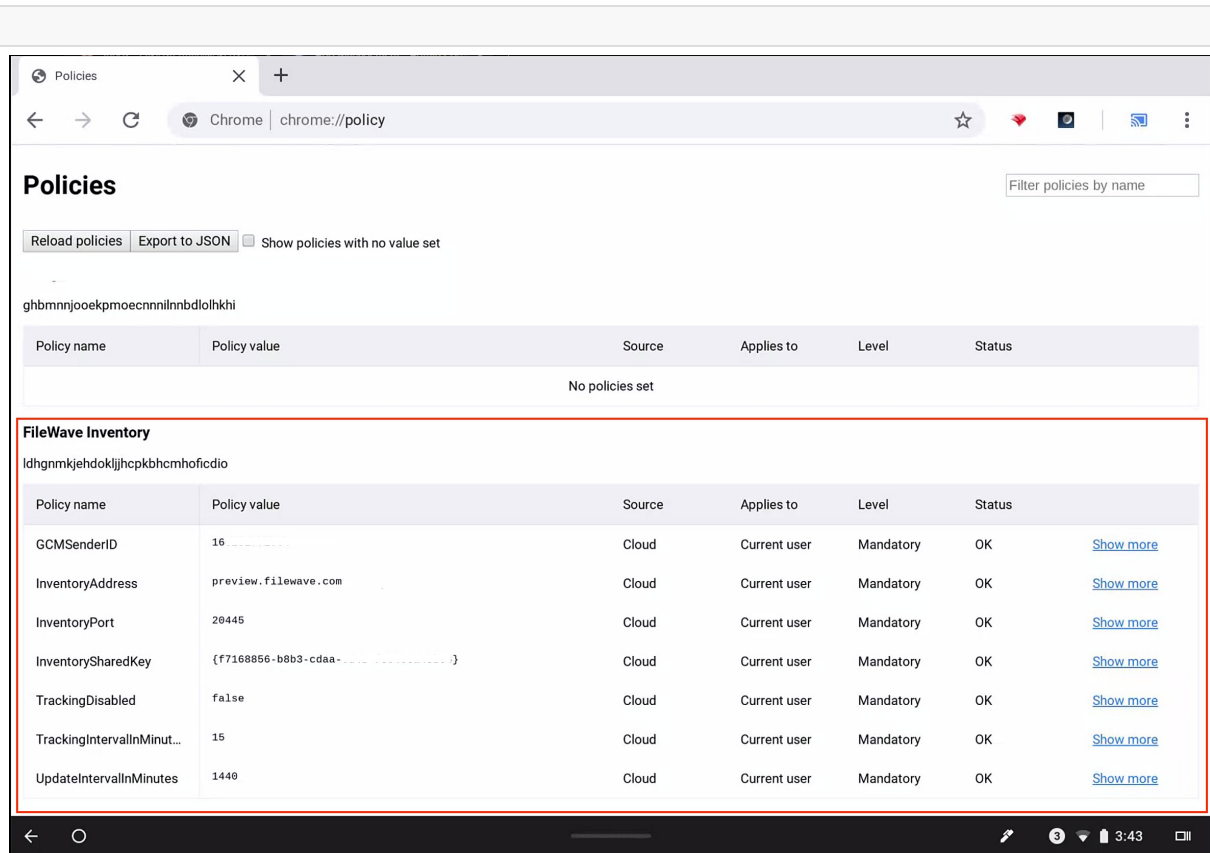 Policies
Chrome chrome://policy
Policies
Filter policies by name
Reload policies Export to JSON Show policies with no value set
ghbmnnjooekpmoecnnnilnnbdlolhkhi
Policy name Policy value Source Applies to Level Status
No policies set
FileWave Inventory
ldhgnmkjehdokljjhcpkbhcmhoficdio
Policy name Policy value Source Applies to Level Status
GCMSenderID 16 Cloud Current user Mandatory OK Show more
InventoryAddress preview.filewave.com Cloud Current user Mandatory OK Show more
InventoryPort 20445 Cloud Current user Mandatory OK Show more
InventorySharedKey {f7168856-b8b3-cdaa- } Cloud Current user Mandatory OK Show more
TrackingDisabled false Cloud Current user Mandatory OK Show more
TrackingIntervalInMinut... 15 Cloud Current user Mandatory OK Show more
UpdateIntervalInMinutes 1440 Cloud Current user Mandatory OK Show more
3 3:43